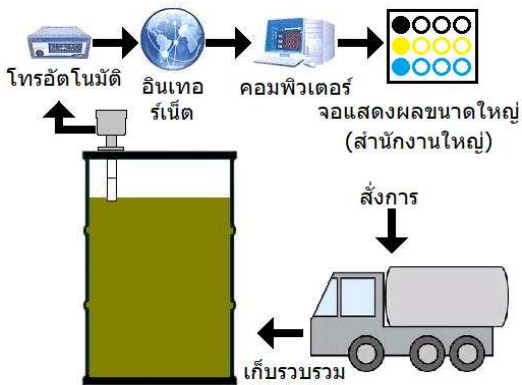 โทรอัตโนมัติ
อินเทอ
ร์เน็ต
คอมพิวเตอร์
จอแสดงผลขนาดใหญ่
(สำนักงานใหญ่)
สั่งการ
เก็บรวบรวม